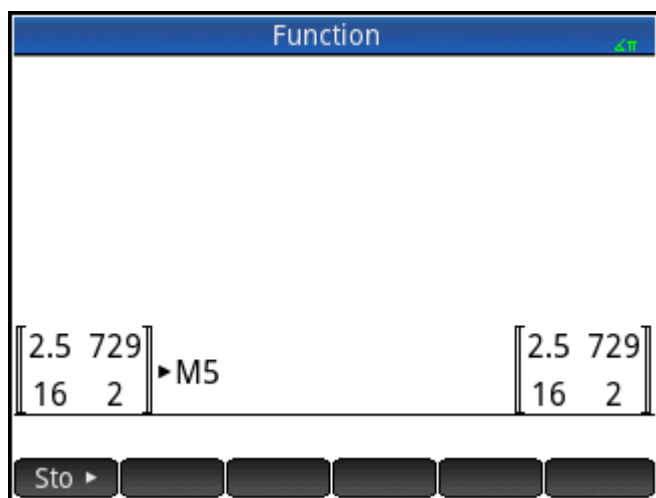 Function
∡π
[2.5 729] [2.5 729]
[16 2] ▶M5 [16 2]
Sto ▶